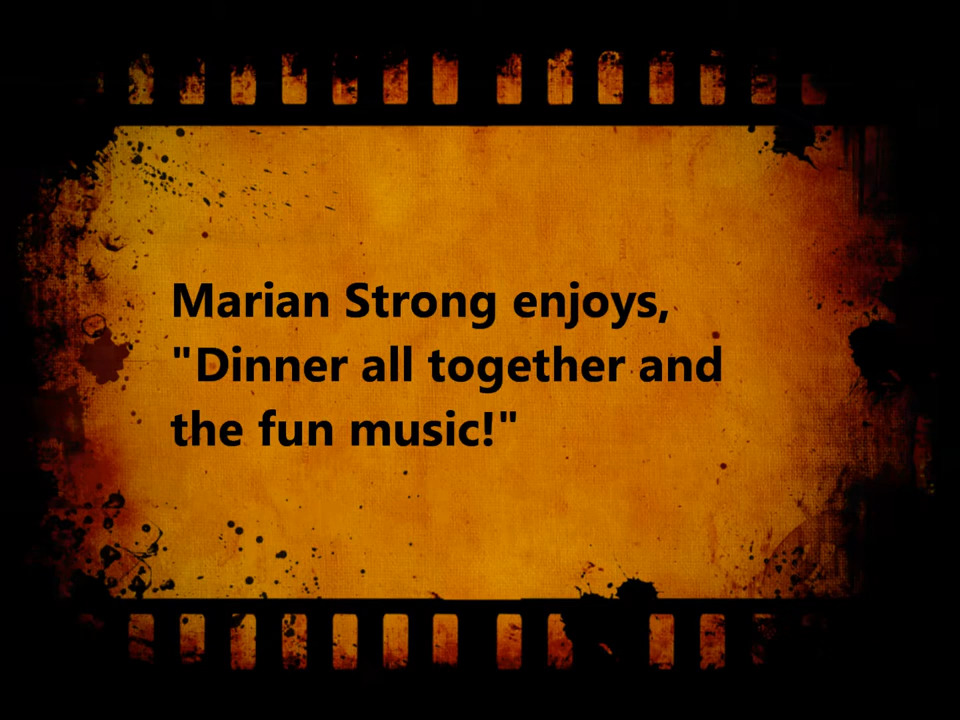 Marian Strong enjoys,
"Dinner all together and
the fun music!"